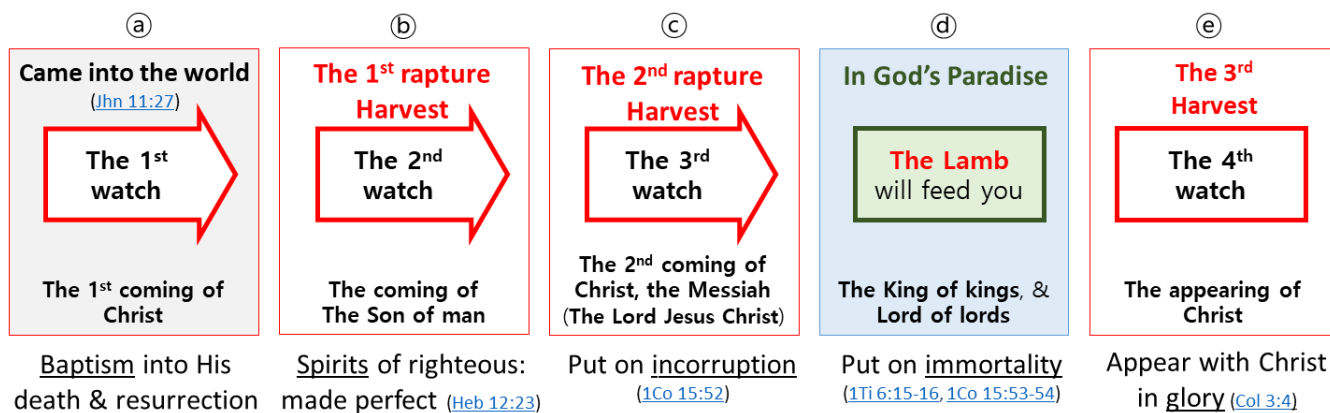 ⓐ
Came into the world
(Jhn 11:27)
The 1st
watch
The 1st coming of
Christ
Baptism into His
death & resurrection
ⓑ
The 1st rapture
Harvest
The 2nd
watch
The coming of
The Son of man
Spirits of righteous:
made perfect (Heb 12:23)
ⓒ
The 2nd rapture
Harvest
The 3rd
watch
The 2nd coming of
Christ, the Messiah
(The Lord Jesus Christ)
Put on incorruption
(1Co 15:52)
ⓓ
In God's Paradise
The Lamb
will feed you
The King of kings, &
Lord of lords
Put on immortality
(1Ti 6:15-16, 1Co 15:53-54)
ⓔ
The 3rd
Harvest
The 4th
watch
The appearing of
Christ
Appear with Christ
in glory (Col 3:4)